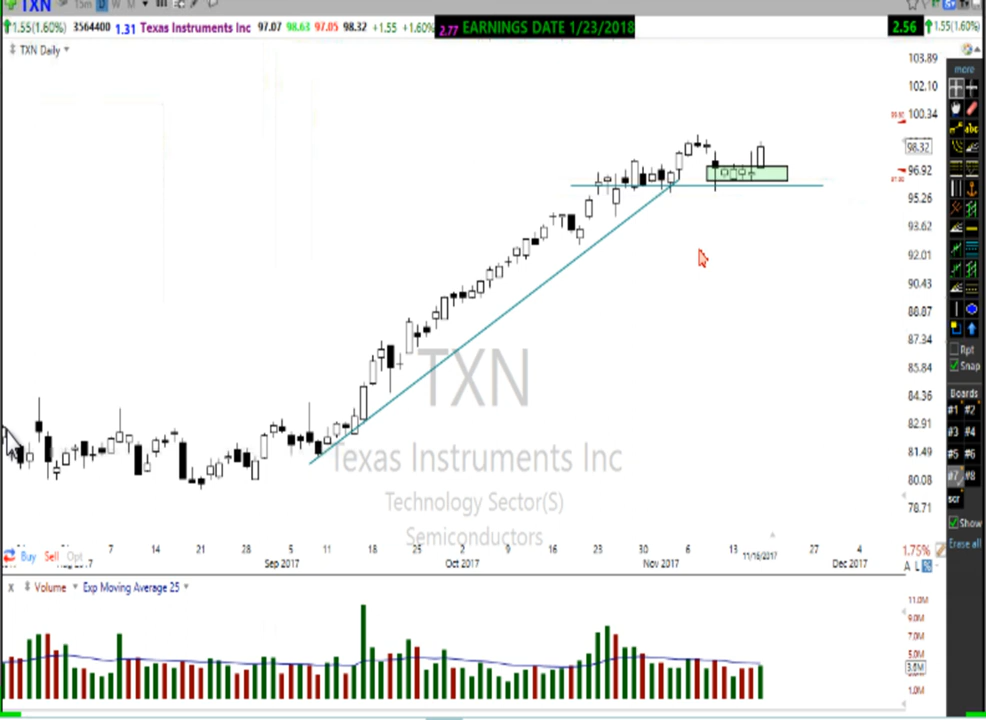 TXN 15m D W M
1.55(1.60%) 3564400 1.31 Texas Instruments Inc 97.07 98.63 97.05 98.32 +1.55 +1.60% 2.77 EARNINGS DATE 1/23/2018 2.56 1.55(1.60%)
TXN Daily
103.89
102.10
100.34
98.32
96.92
95.26
93.62
92.01
90.43
88.87
87.34
85.84
84.36
82.91
81.49
80.08
78.71
more
abc
Rpt
Snap
Boards
#1 #2
#3 #4
#5 #6
#7 #8
scr
Show
Erase all
TXN
Texas Instruments Inc
Technology Sector(S)
Semiconductors
Buy Sell Opt
7 14 21 28 5 11 18 25 2 9 16 23 30 6 13 11/16/2017 27 4
2017 Sep 2017 Oct 2017 Nov 2017 Dec 2017
1.75%
A L %
X Volume Exp Moving Average 25
11.0M
9.0M
7.0M
5.0M
3.6M
1.0M